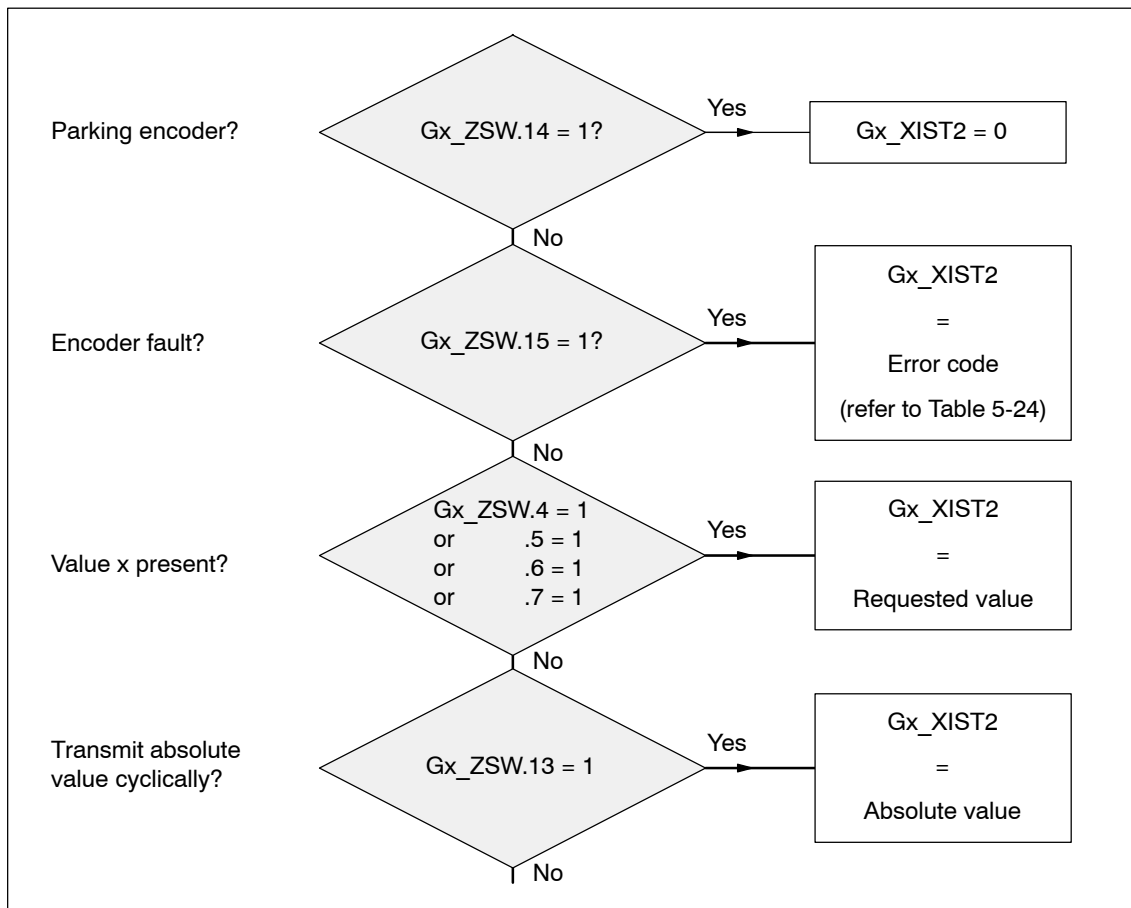 Parking encoder?
Gx_ZSW.14 = 1?
Yes
Gx_XIST2 = 0
No
Encoder fault?
Gx_ZSW.15 = 1?
Yes
Gx_XIST2
=
Error code
(refer to Table 5-24)
No
Value x present?
Gx_ZSW.4 = 1
or .5 = 1
or .6 = 1
or .7 = 1
Yes
Gx_XIST2
=
Requested value
No
Transmit absolute
value cyclically?
Gx_ZSW.13 = 1
Yes
Gx_XIST2
=
Absolute value
No